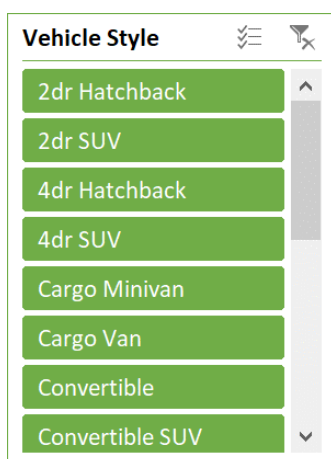 Vehicle Style
2dr Hatchback
2dr SUV
4dr Hatchback
4dr SUV
Cargo Minivan
Cargo Van
Convertible
Convertible SUV